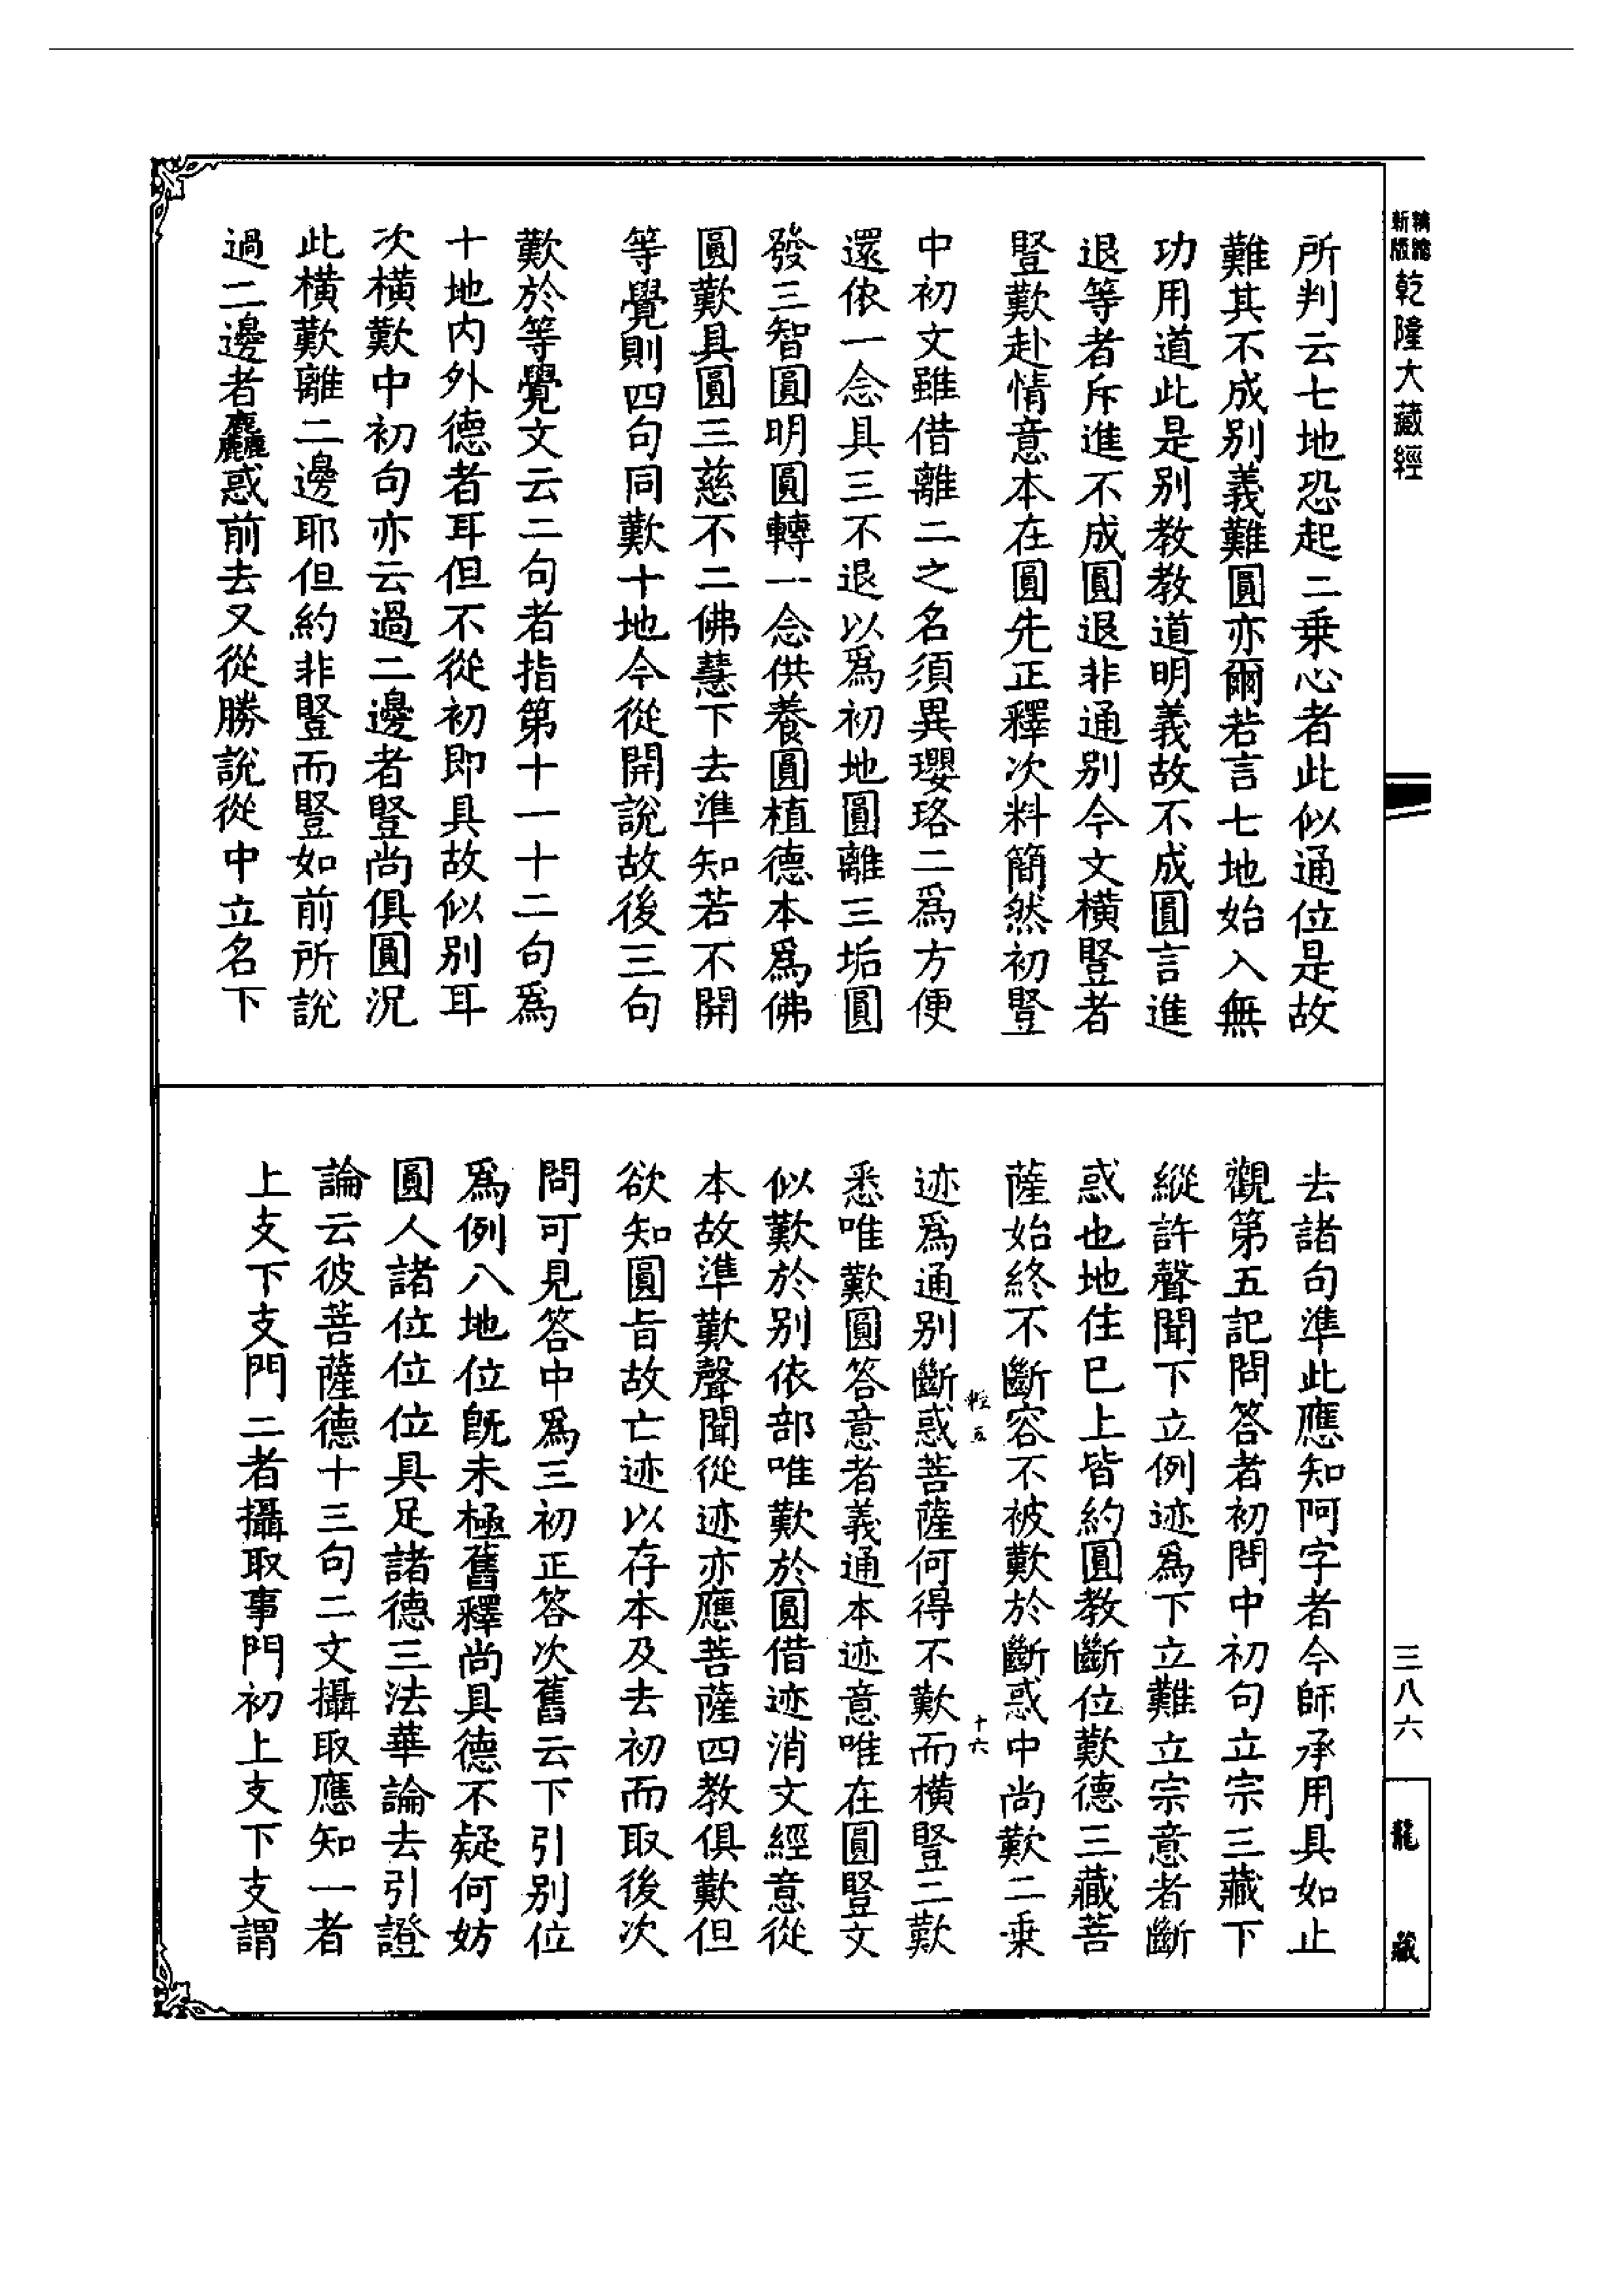 精縮新版乾隆大藏經
所判云七地恐起二乘心者此似通位是故
難其不成别義難圓亦爾若言七地始入無
功用道此是别教教道明義故不成圓言進
退等者斥進不成圓退非通别今文橫豎者
豎歎赴情意本在圓先正釋次料簡然初豎
中初文雖借離二之名須異瓔珞二爲方便
還依一念具三不退以爲初地圓離三垢圓
發三智圓明圓轉一念供養圓植德本爲佛
圓歎具圓三慈不二佛慧下去準知若不開
等覺則四句同歎十地今從開說故後三句
歎於等覺文云二句者指第十一十二句爲
十地内外德者耳但不從初即具故似别耳
次橫歎中初句亦云過二邊者豎尚俱圓況
此橫歎離二邊耶但約非豎而豎如前所說
過二邊者麤惑前去又從勝說從中立名下
去諸句準此應知阿字者今師承用具如止
觀第五記問答者初問中初句立宗三藏下
縱許聲聞下立例迹爲下立難立宗意者斷
惑也地住已上皆約圓教斷位歎德三藏菩
薩始終不斷容不被歎於斷惑中尚歎二乘
迹爲通别斷惑菩薩何得不歎而橫豎二歎
悉唯歎圓答意者義通本迹意唯在圓豎文
似歎於别依部唯歎於圓借迹消文經意從
本故準歎聲聞從迹亦應菩薩四教俱歎但
欲知圓旨故亡迹以存本及去初而取後次
問可見答中爲三初正答次舊云下引别位
爲例八地位旣未極舊釋尚具德不疑何妨
圓人諸位位位具足諸德三法華論去引證
論云彼菩薩德十三句二文攝取應知一者
上支下支門二者攝取事門初上支下支謂
輕五
十六
三八六
龍藏